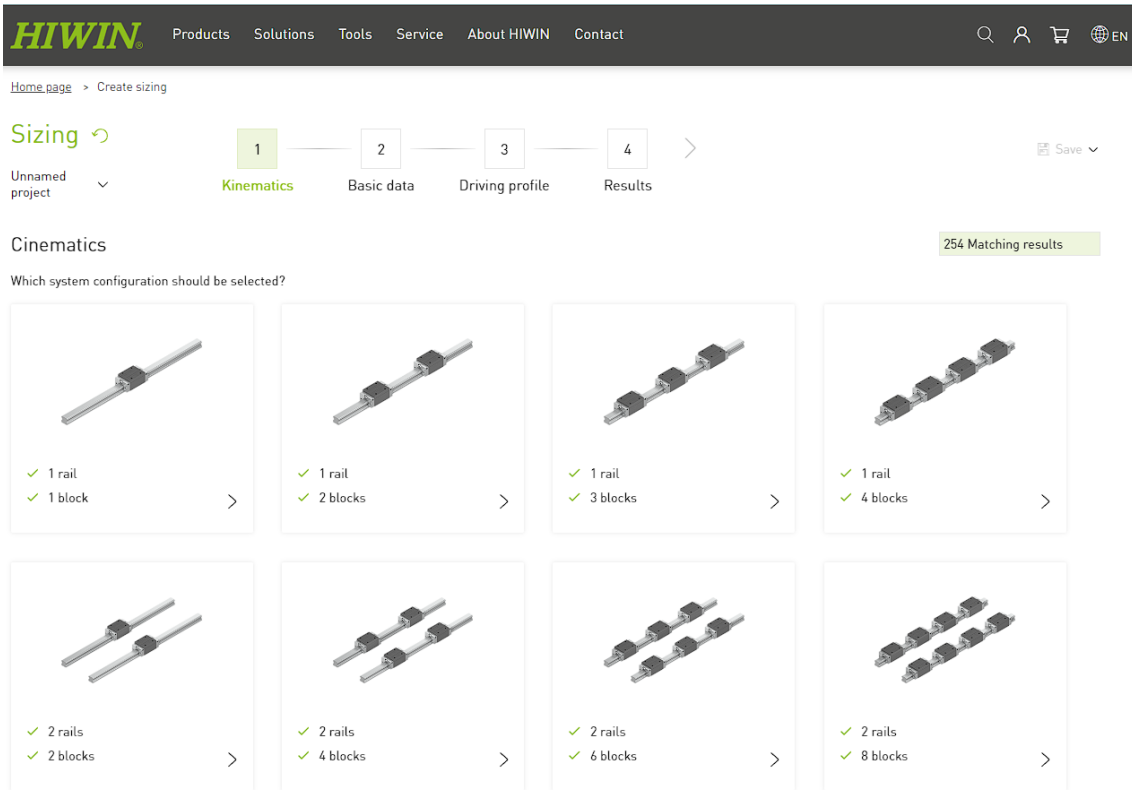 HIWIN®
Products Solutions Tools Service About HIWIN Contact EN
Home page > Create sizing
Sizing
1 2 3 4
Save
Unnamed
project
Kinematics Basic data Driving profile Results
Cinematics
254 Matching results
Which system configuration should be selected?
1 rail
1 block
1 rail
2 blocks
1 rail
3 blocks
1 rail
4 blocks
2 rails
2 blocks
2 rails
4 blocks
2 rails
6 blocks
2 rails
8 blocks